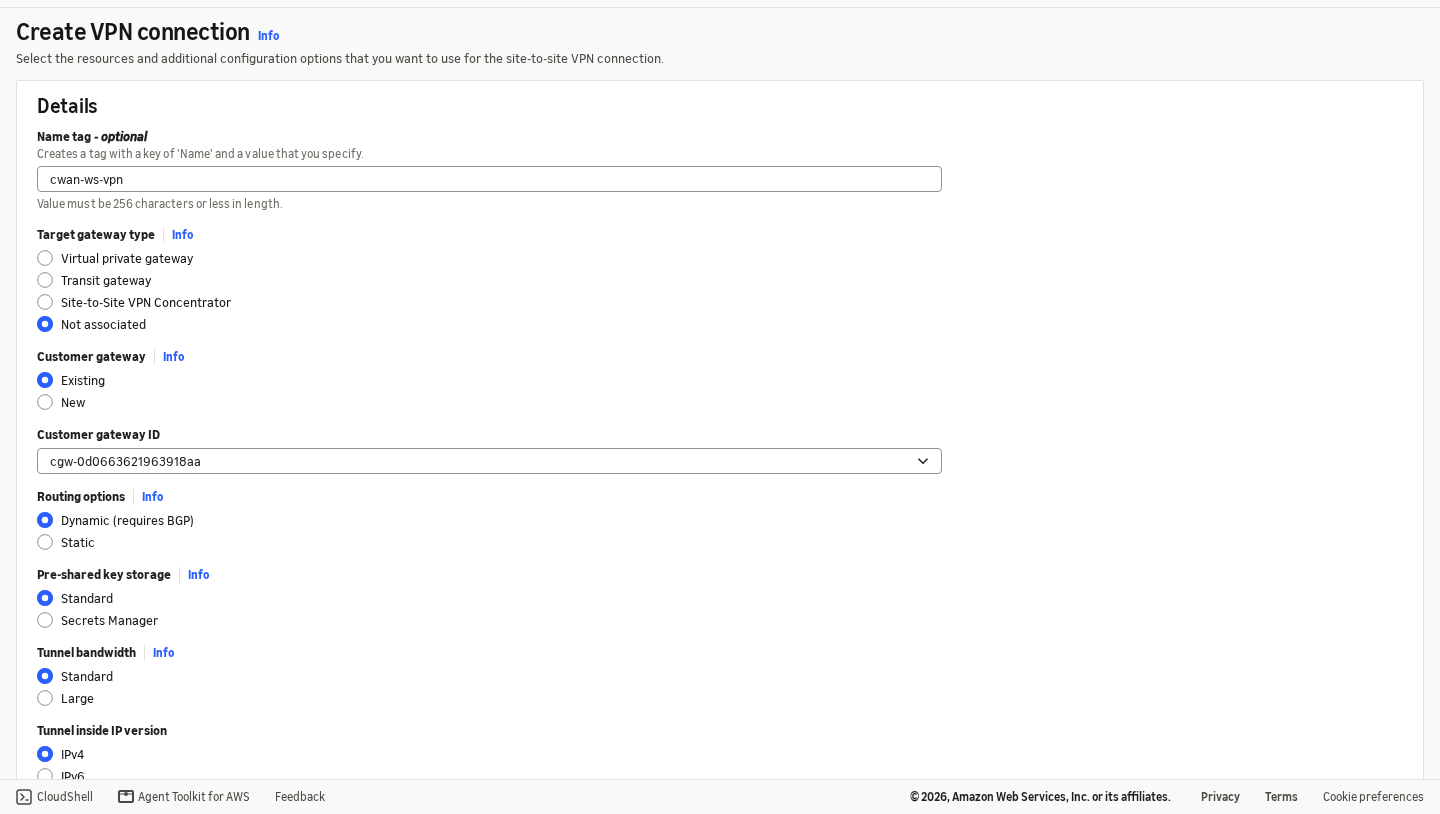 Create VPN connection Info
Select the resources and additional configuration options that you want to use for the site-to-site VPN connection.
Details
Name tag - optional
Creates a tag with a key of 'Name' and a value that you specify.
cwan-ws-vpn
Value must be 256 characters or less in length.
Target gateway type Info
Virtual private gateway
Transit gateway
Site-to-Site VPN Concentrator
Not associated
Customer gateway Info
Existing
New
Customer gateway ID
cgw-0d0663621963918aa
Routing options Info
Dynamic (requires BGP)
Static
Pre-shared key storage Info
Standard
Secrets Manager
Tunnel bandwidth Info
Standard
Large
Tunnel inside IP version
IPv4
IPv6
CloudShell Agent Toolkit for AWS Feedback © 2026, Amazon Web Services, Inc. or its affiliates. Privacy Terms Cookie preferences